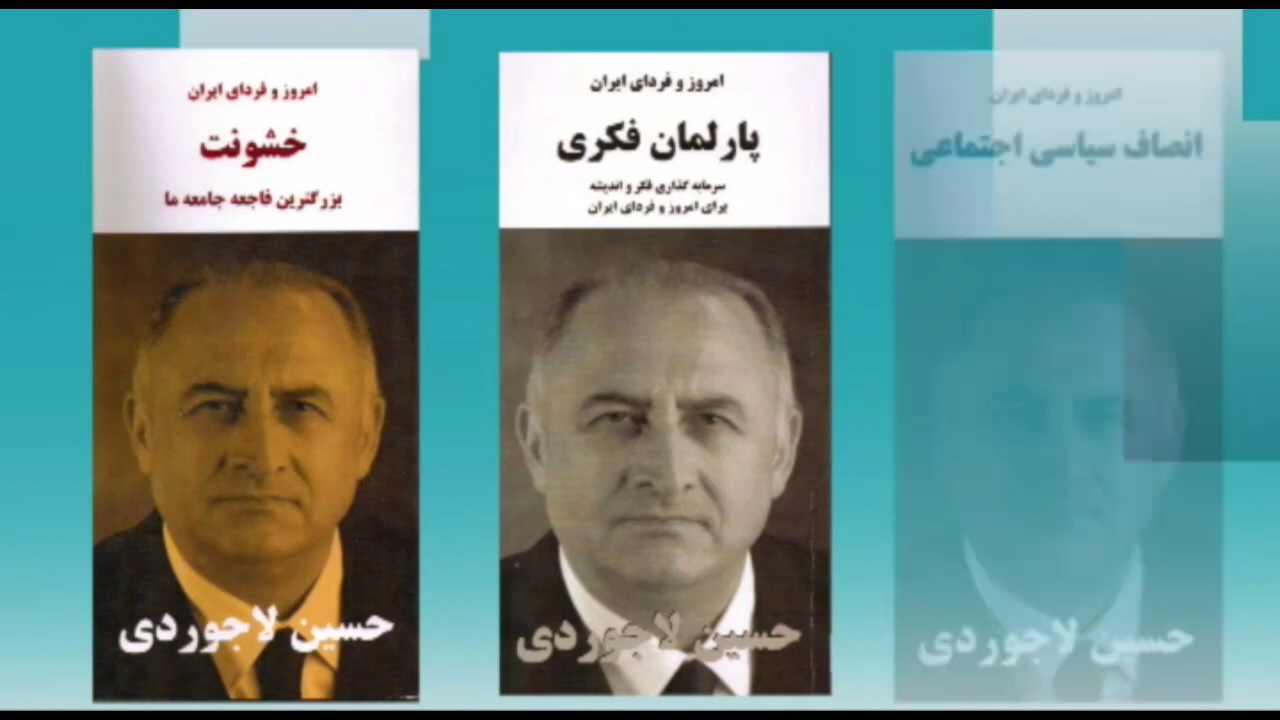 امروز و فردای ایران
خشونت
بزرگترین فاجعه جامعه ما
حسین لاجوردی
امروز و فردای ایران
پارلمان فکری
سرمایه گذاری فکر و اندیشه
برای امروز و فردای ایران
حسین لاجوردی
امروز و فردای ایران
انصاف سیاسی اجتماعی
حسین لاجوردی